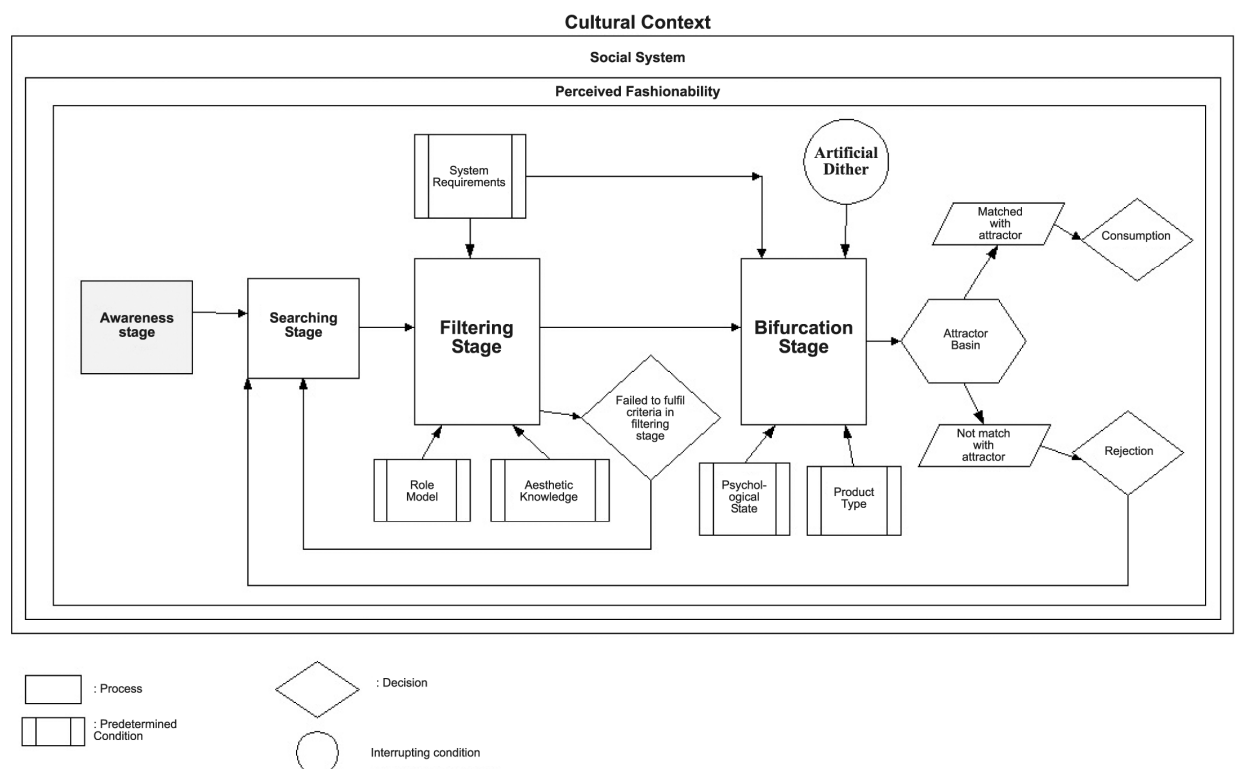 Cultural Context
Social System
Perceived Fashionability
System
Requirements
Artificial
Dither
Matched
with
attractor
Consumption
Awareness
stage
Searching
Stage
Filtering
Stage
Bifurcation
Stage
Attractor
Basin
Failed to fulfil
criteria in
filtering
stage
Not match
with
attractor
Rejection
Role
Model
Aesthetic
Knowledge
Psychol-
ogical
State
Product
Type
: Process
: Decision
: Predetermined
Condition
Interrupting condition